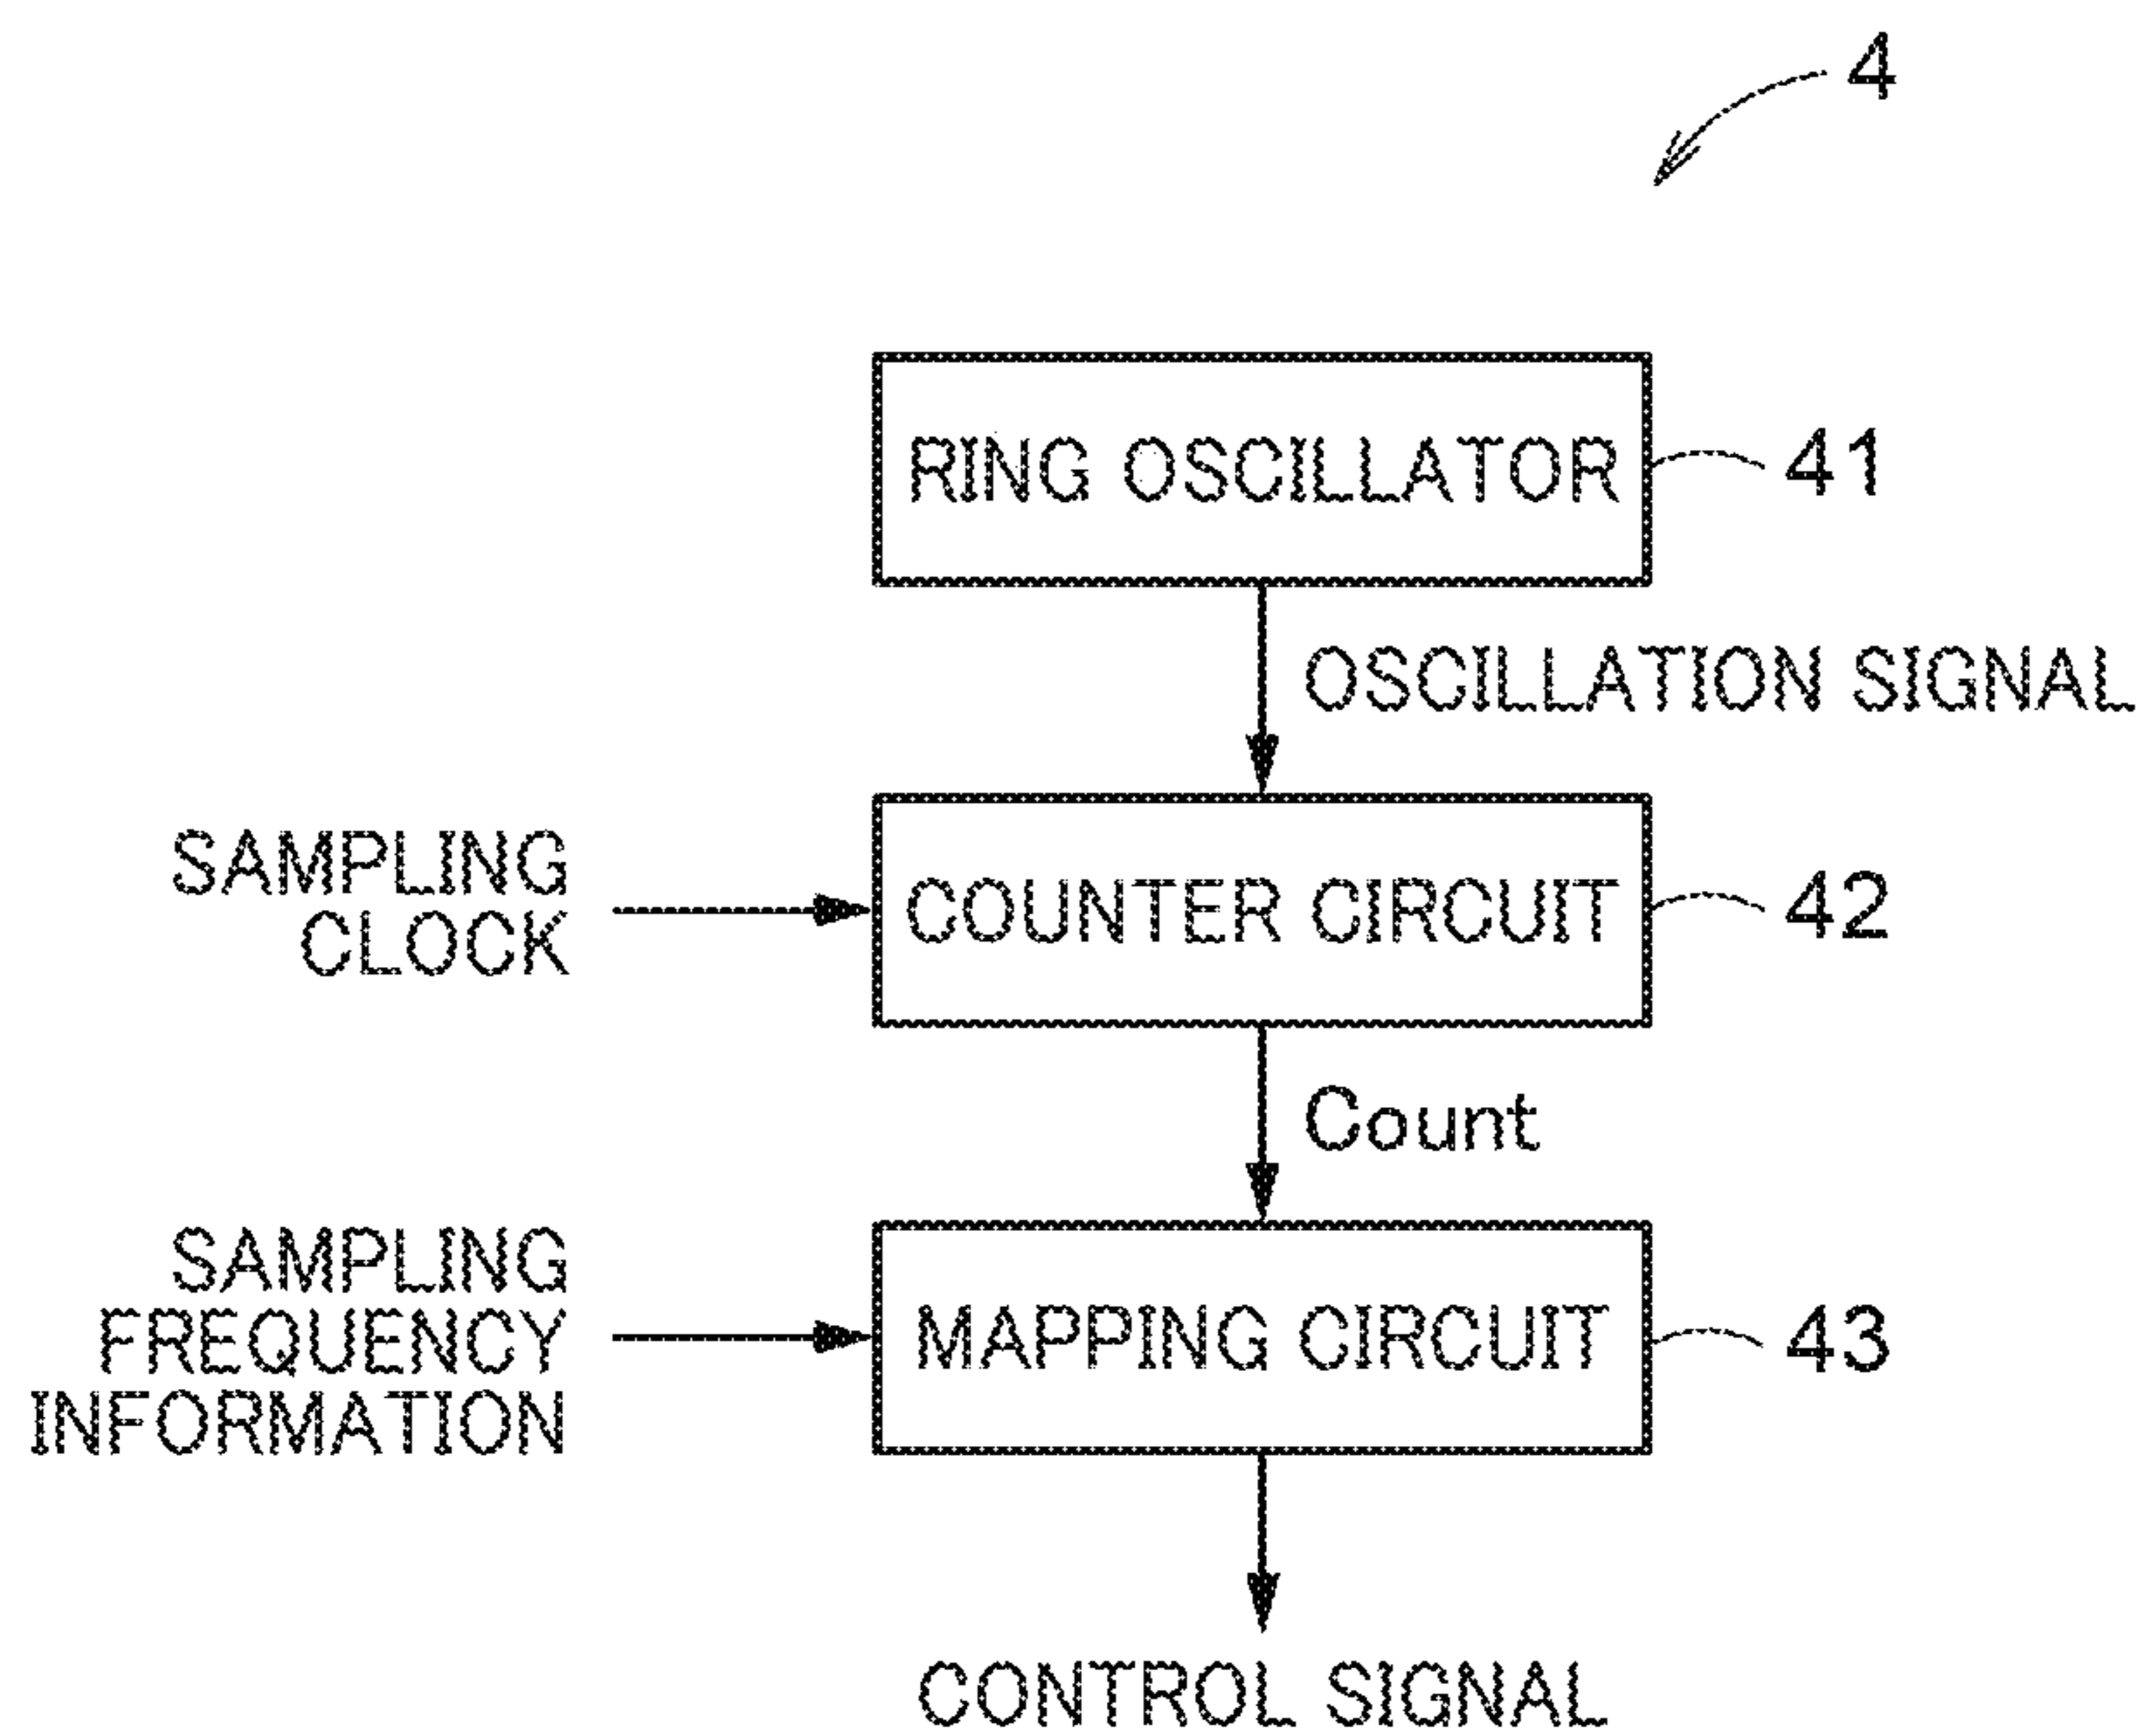 4
RING OSCILLATOR
41
OSCILLATION SIGNAL
SAMPLING
CLOCK
COUNTER CIRCUIT
42
Count
SAMPLING
FREQUENCY
INFORMATION
MAPPING CIRCUIT
43
CONTROL SIGNAL